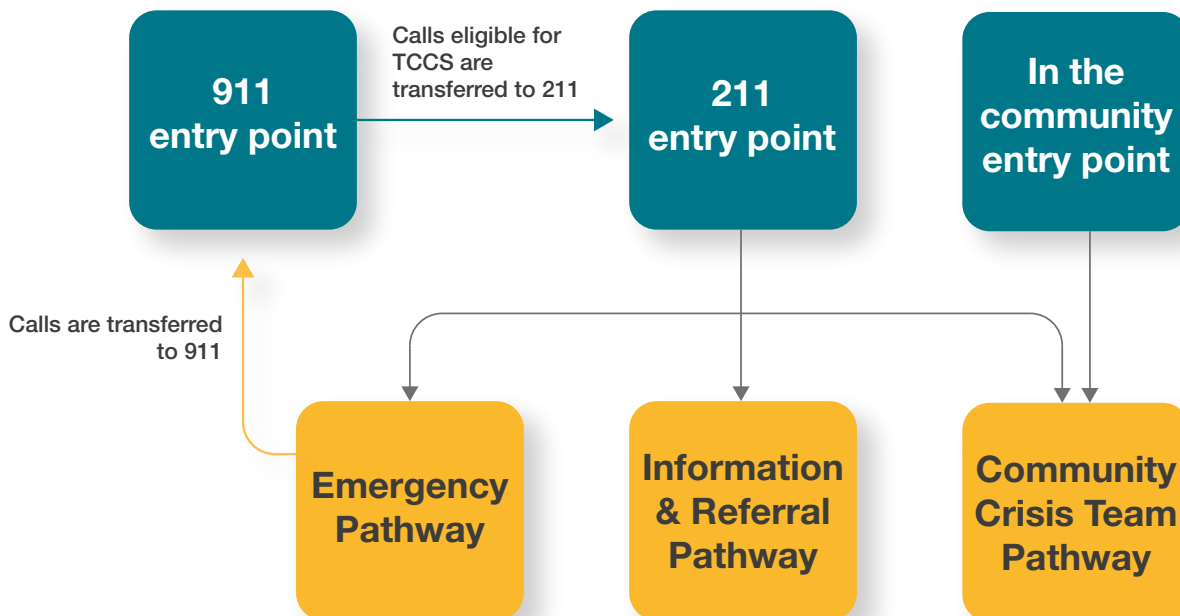 911
entry point
Calls eligible for
TCCS are
transferred to 211
211
entry point
In the
community
entry point
Calls are transferred
to 911
Emergency
Pathway
Information
& Referral
Pathway
Community
Crisis Team
Pathway